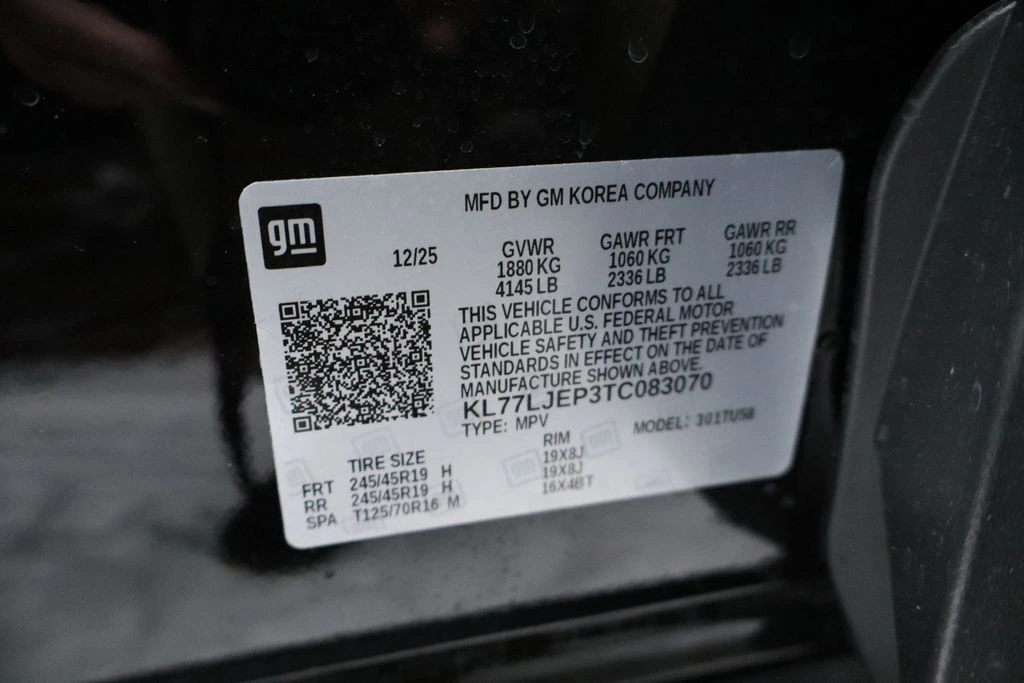 MFD BY GM KOREA COMPANY
gm
12/25
GVWR GAWR FRT GAWR RR
1880 KG 1060 KG 1060 KG
4145 LB 2336 LB 2336 LB
THIS VEHICLE CONFORMS TO ALL
APPLICABLE U.S. FEDERAL MOTOR
VEHICLE SAFETY AND THEFT PREVENTION
STANDARDS IN EFFECT ON THE DATE OF
MANUFACTURE SHOWN ABOVE.
KL77LJEP3TC083070
TYPE: MPV MODEL:
TIRE SIZE RIM
FRT 245/45R19 H 19X8J
RR 245/45R19 H 19X8J
SPA T125/70R16 M 16X4BT